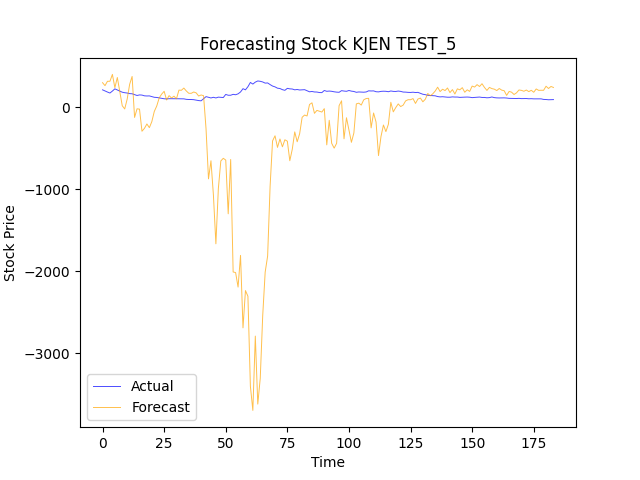 Forecasting Stock KJEN TEST_5
Stock Price
0
−1000
−2000
−3000
Actual
Forecast
0 25 50 75 100 125 150 175
Time